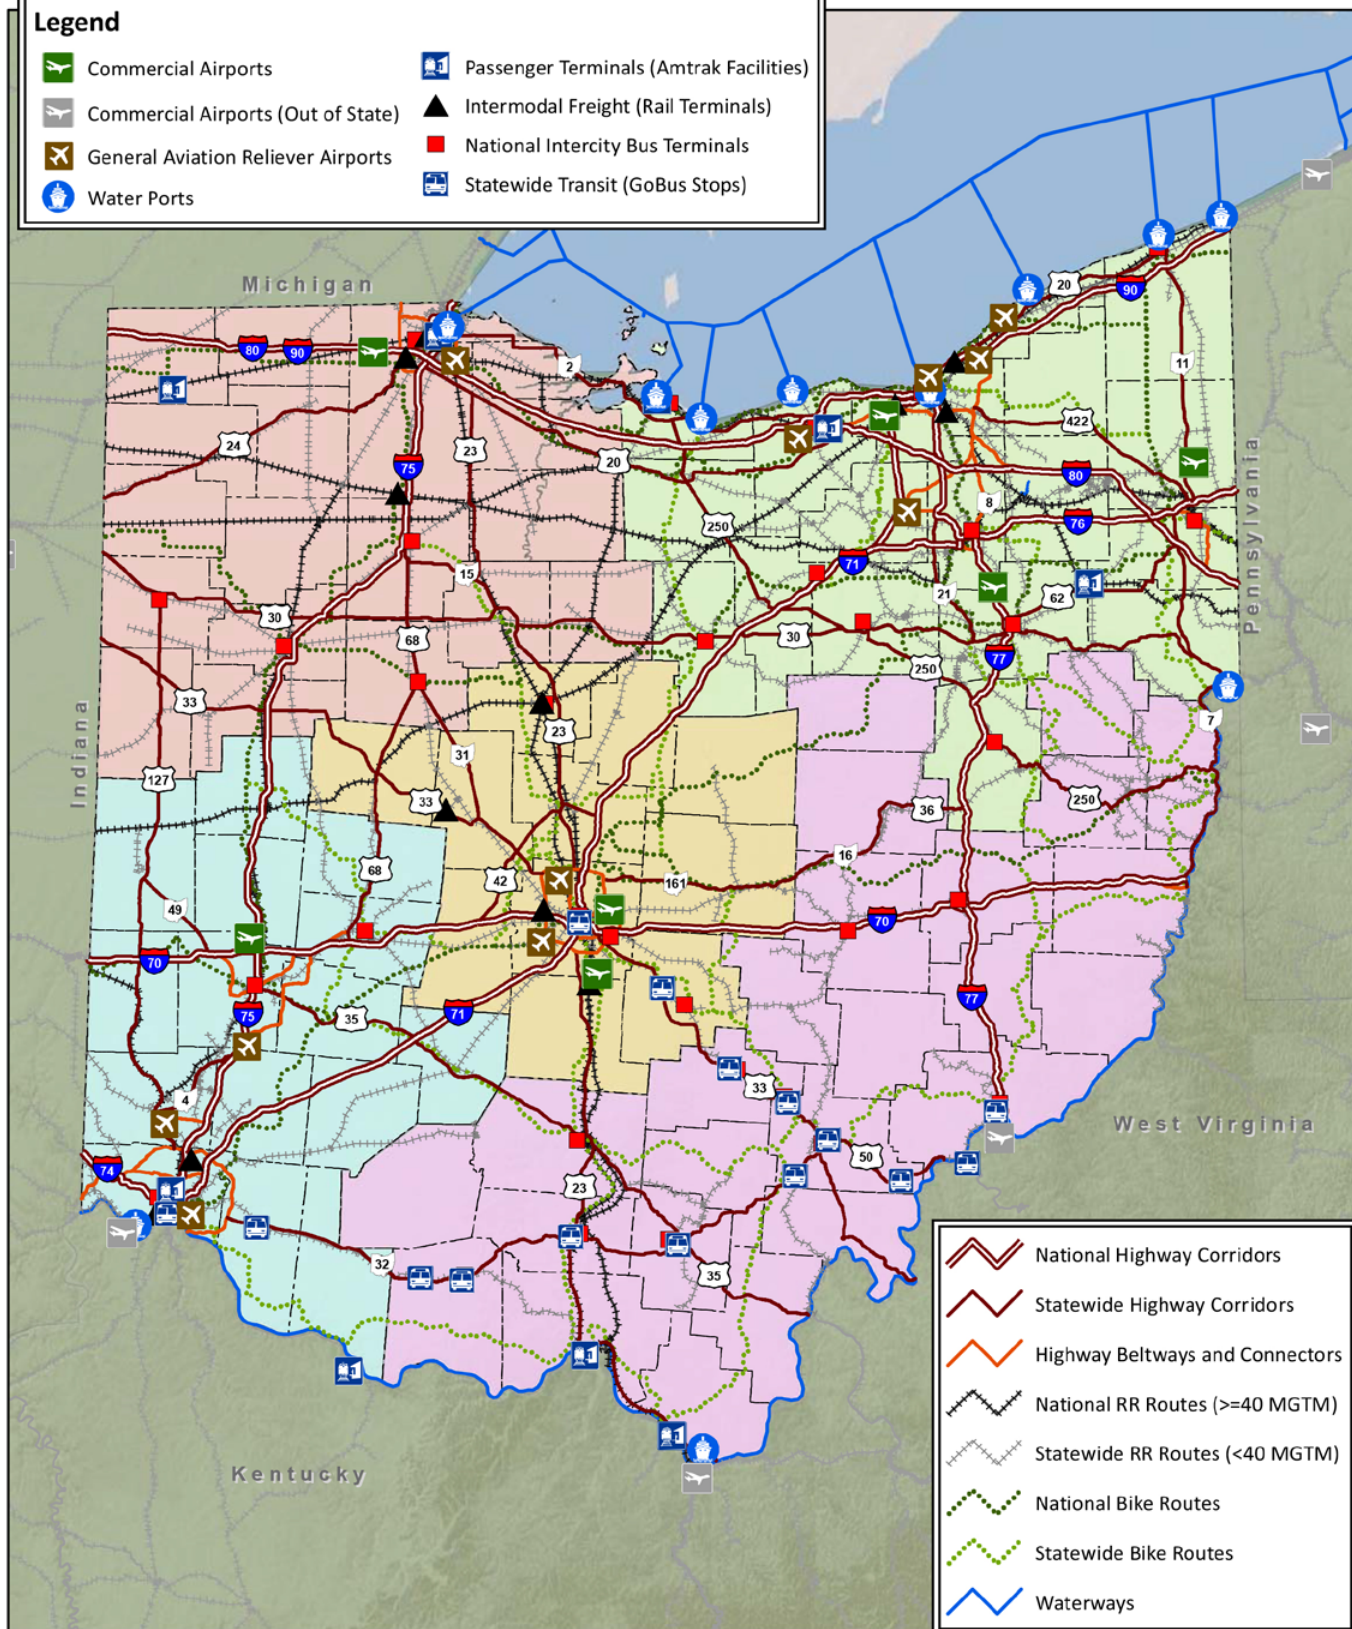 Legend
Commercial Airports
Commercial Airports (Out of State)
General Aviation Reliever Airports
Water Ports
Passenger Terminals (Amtrak Facilities)
Intermodal Freight (Rail Terminals)
National Intercity Bus Terminals
Statewide Transit (GoBus Stops)
Michigan
20
90
80
90
2
11
24
23
75
20
422
80
250
8
76
71
15
21
62
Pennsylvania
30
68
30
250
77
33
7
Indiana
23
31
127
33
36
250
16
68
42
161
49
70
70
75
35
71
77
33
4
West Virginia
74
50
23
32
35
Kentucky
National Highway Corridors
Statewide Highway Corridors
Highway Beltways and Connectors
National RR Routes (>=40 MGTM)
Statewide RR Routes (<40 MGTM)
National Bike Routes
Statewide Bike Routes
Waterways